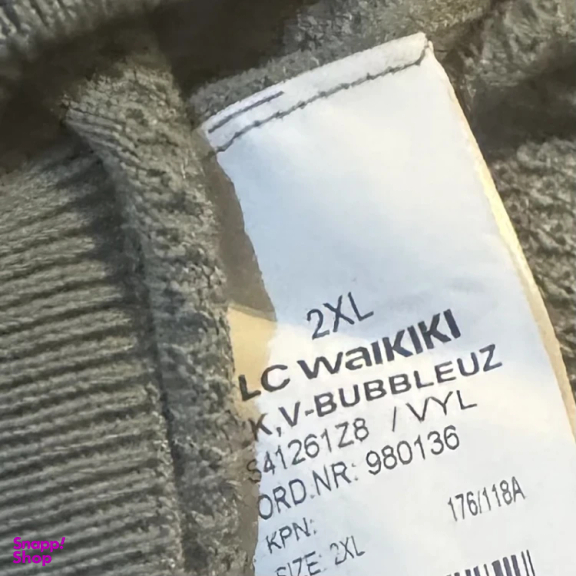 2XL
LC WAIKIKI
K,V-BUBBLEUZ
S41261Z8 / VYL
ORD.NR: 980136
KPN: 176/118A
SIZE: 2XL
Snapp!
Shop